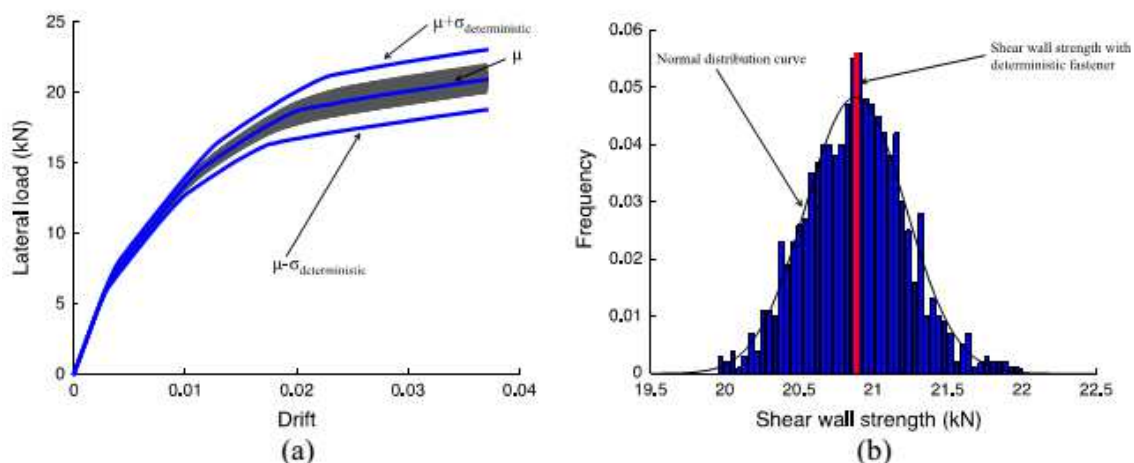 25
20
15
10
5
0
Lateral load (kN)
0
0.01
0.02
0.03
0.04
Drift
μ+σdeterministic
μ
μ-σdeterministic
(a)
0.06
0.05
0.04
0.03
0.02
0.01
0
Frequency
19.5
20
20.5
21
21.5
22
22.5
Shear wall strength (kN)
Normal distribution curve
Shear wall strength with
deterministic fastener
(b)